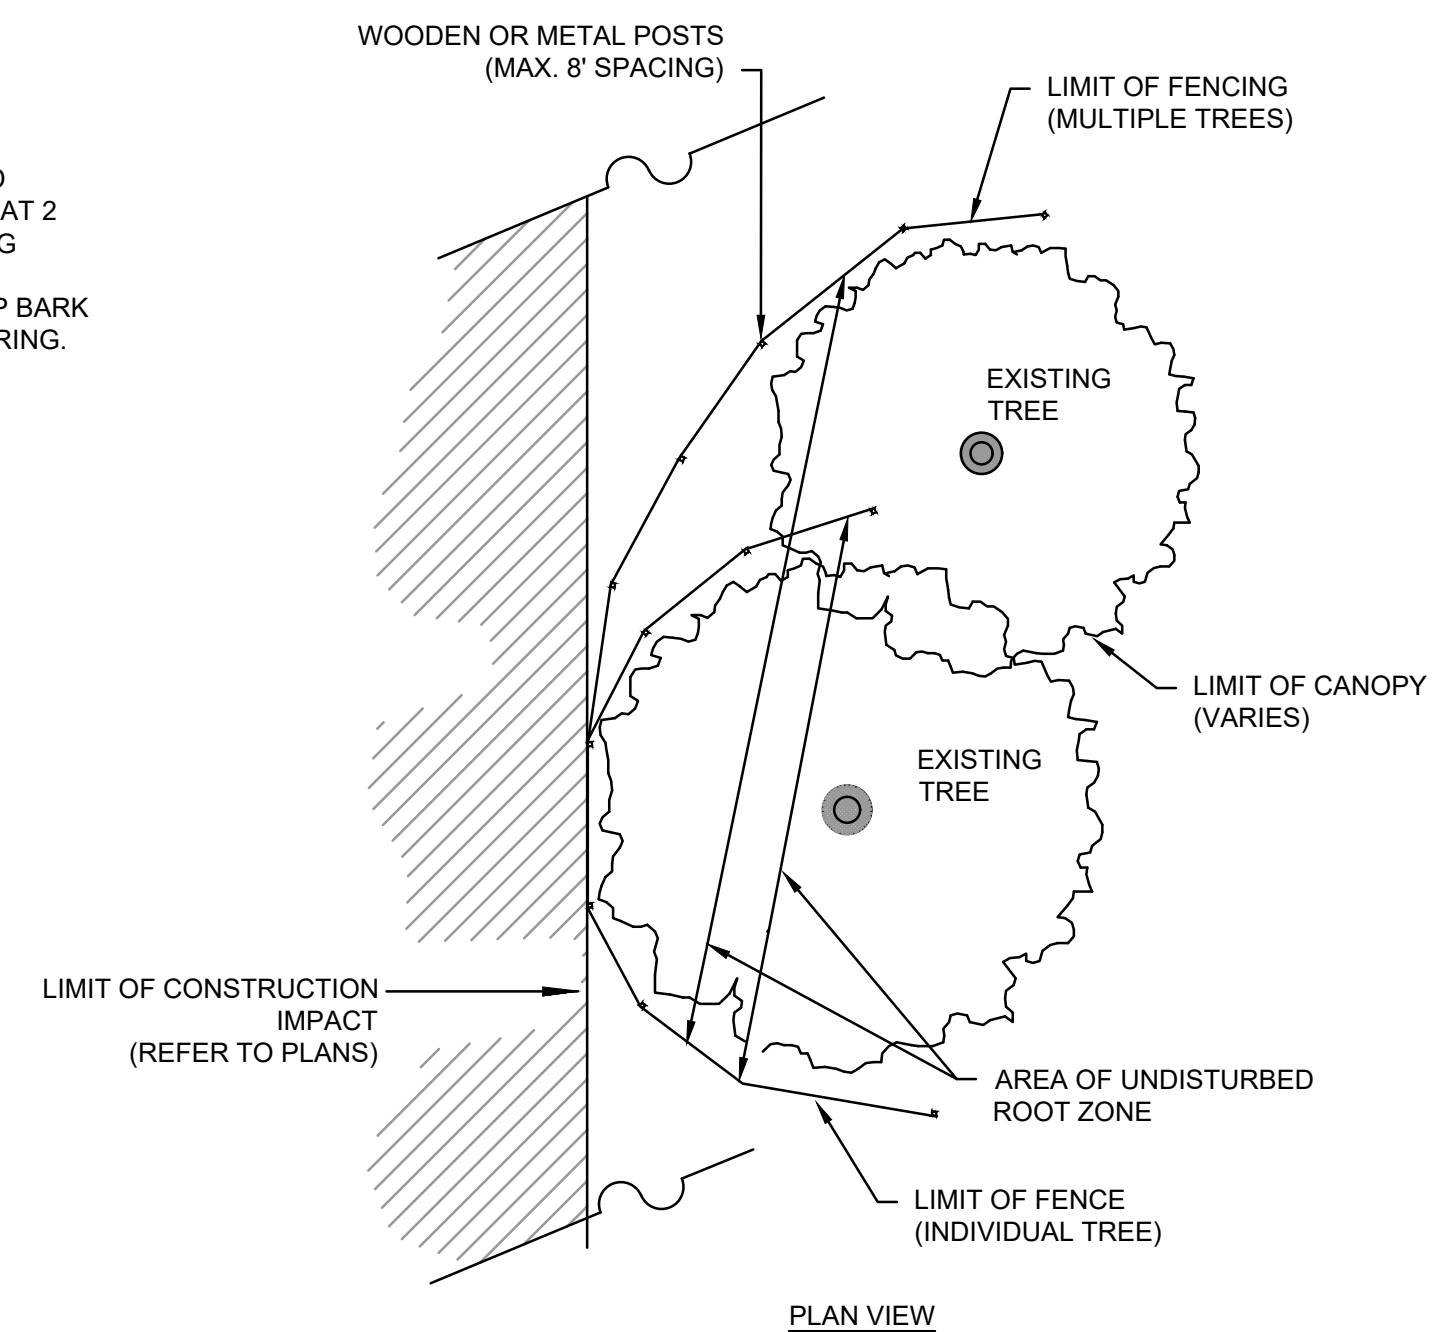 WOODEN OR METAL POSTS
(MAX. 8' SPACING)
LIMIT OF FENCING
(MULTIPLE TREES)
AT 2
BARK
EXISTING
TREE
LIMIT OF CANOPY
(VARIES)
EXISTING
TREE
LIMIT OF CONSTRUCTION
IMPACT
(REFER TO PLANS)
AREA OF UNDISTURBED
ROOT ZONE
LIMIT OF FENCE
(INDIVIDUAL TREE)
PLAN VIEW